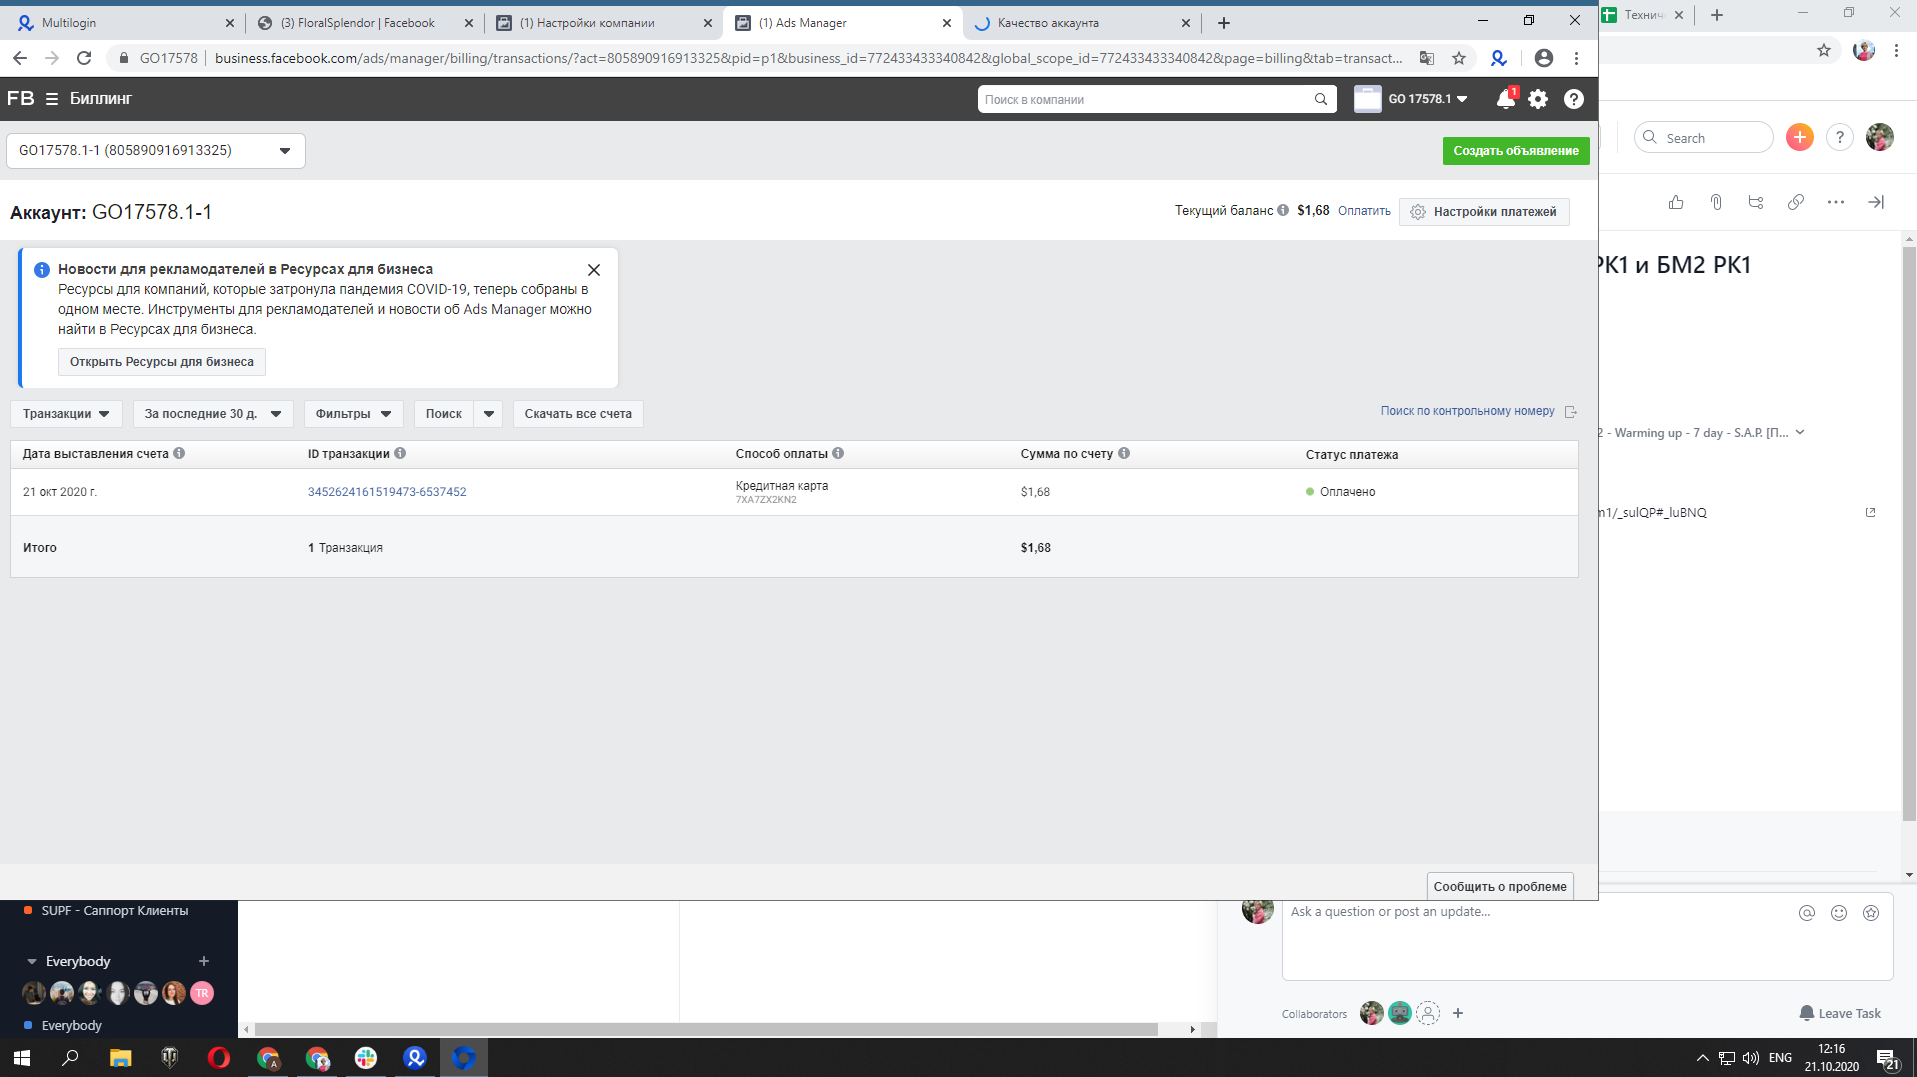 Multilogin
(3) FloralSplendor | Facebook
(1) Настройки компании
(1) Ads Manager
Качество аккаунта
GO17578
business.facebook.com/ads/manager/billing/transactions/?act=805890916913325&pid=p1&business_id=772433433340842&global_scope_id=772433433340842&page=billing&tab=transact...
FB Биллинг
Поиск в компании
GO 17578.1
1
GO17578.1-1 (805890916913325)
Создать объявление
Аккаунт: GO17578.1-1
Текущий баланс $1,68 Оплатить
Настройки платежей
Новости для рекламодателей в Ресурсах для бизнеса
Ресурсы для компаний, которые затронула пандемия COVID-19, теперь собраны в
одном месте. Инструменты для рекламодателей и новости об Ads Manager можно
найти в Ресурсах для бизнеса.
Открыть Ресурсы для бизнеса
Транзакции
За последние 30 д.
Фильтры
Поиск
Скачать все счета
Поиск по контрольному номеру
Дата выставления счета
ID транзакции
Способ оплаты
Сумма по счету
Статус платежа
21 окт 2020 г.
3452624161519473-6537452
Кредитная карта
7XA7ZX2KN2
$1,68
Оплачено
Итого
1 Транзакция
$1,68
Сообщить о проблеме
Технич
Search
?
РК1 и БМ2 РК1
2 - Warming up - 7 day - S.A.P. [П...
m1/_sulQP#_luBNQ
SUPF - Саппорт Клиенты
Everybody
TR
Everybody
Ask a question or post an update...
Collaborators
Leave Task
ENG
12:16
21.10.2020
21